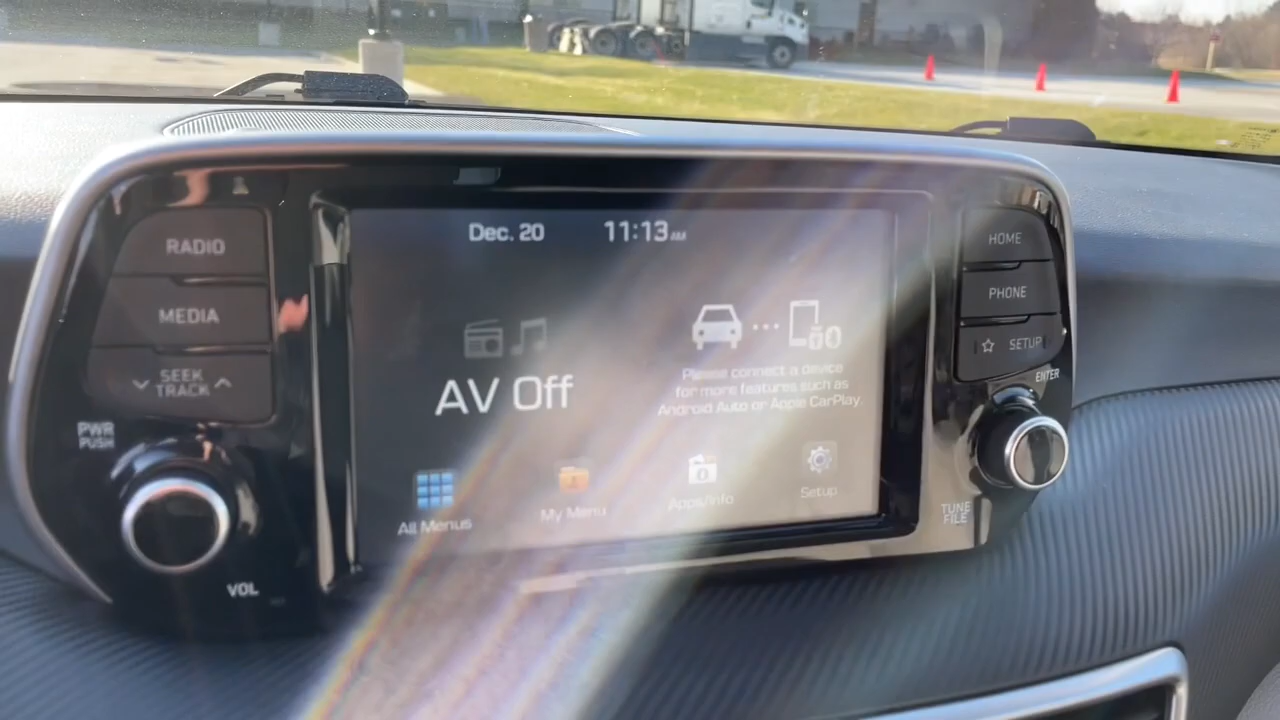 RADIO
MEDIA
SEEK
TRACK
PWR
PUSH
VOL
Dec. 20 11:13 AM
AV Off
Please connect a device
for more features such as
Android Auto or Apple CarPlay.
All Menus
My Menu
Apps/Info
Setup
HOME
PHONE
SETUP
ENTER
TUNE
FILE